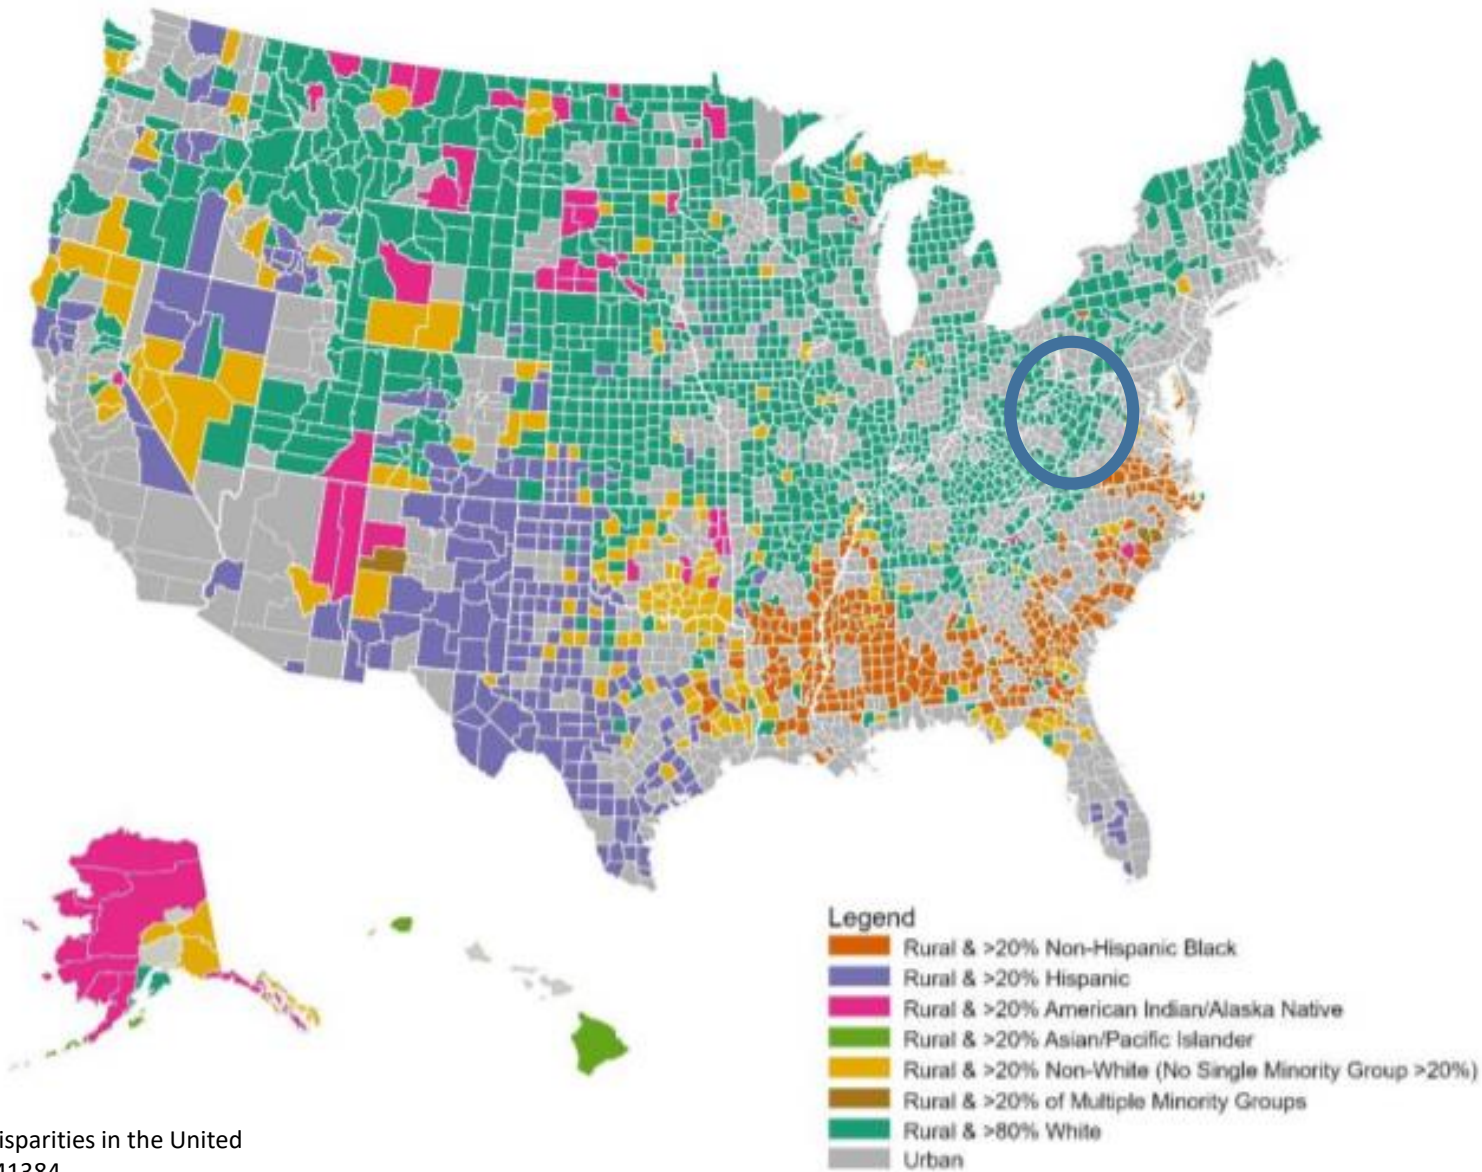 Legend
Rural & >20% Non-Hispanic Black
Rural & >20% Hispanic
Rural & >20% American Indian/Alaska Native
Rural & >20% Asian/Pacific Islander
Rural & >20% Non-White (No Single Minority Group >20%)
Rural & >20% of Multiple Minority Groups
Rural & >80% White
Urban
isparities in the United
41384